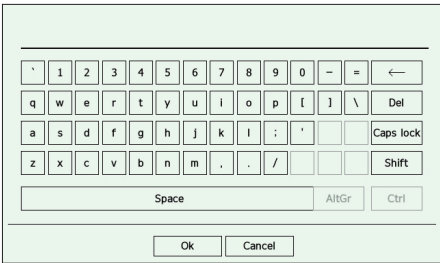 ` 1 2 3 4 5 6 7 8 9 0 - = ←
q w e r t y u i o p [ ] \ Del
a s d f g h j k l ; ' Caps lock
z x c v b n m , . / Shift
Space AltGr Ctrl
Ok Cancel